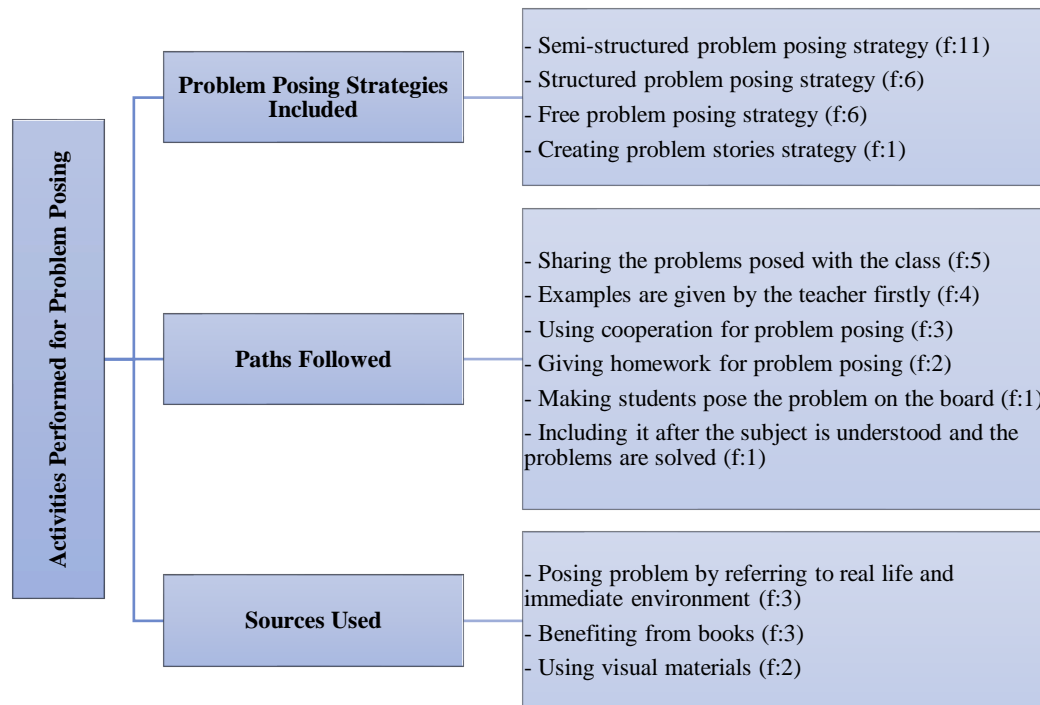 Activities Performed for Problem Posing
Problem Posing Strategies
Included
- Semi-structured problem posing strategy (f:11)
- Structured problem posing strategy (f:6)
- Free problem posing strategy (f:6)
- Creating problem stories strategy (f:1)
Paths Followed
- Sharing the problems posed with the class (f:5)
- Examples are given by the teacher firstly (f:4)
- Using cooperation for problem posing (f:3)
- Giving homework for problem posing (f:2)
- Making students pose the problem on the board (f:1)
- Including it after the subject is understood and the
problems are solved (f:1)
Sources Used
- Posing problem by referring to real life and
immediate environment (f:3)
- Benefiting from books (f:3)
- Using visual materials (f:2)